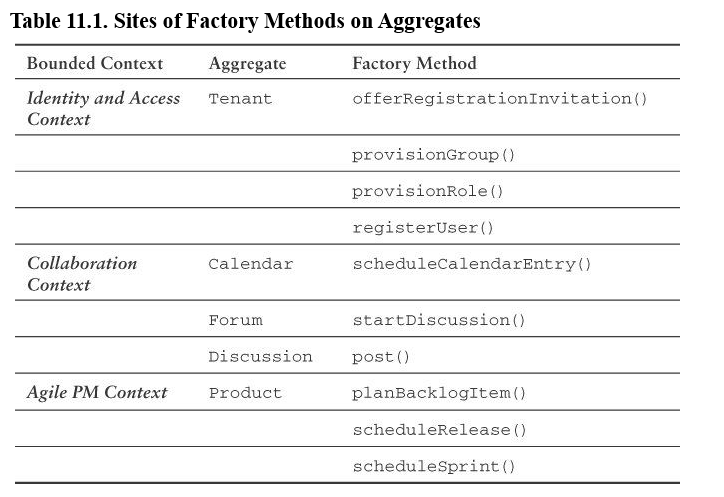 Table 11.1. Sites of Factory Methods on Aggregates
Bounded Context Aggregate Factory Method
Identity and Access Tenant offerRegistrationInvitation()
Context
provisionGroup()
provisionRole()
registerUser()
Collaboration Calendar scheduleCalendarEntry()
Context
Forum startDiscussion()
Discussion post()
Agile PM Context Product planBacklogItem()
scheduleRelease()
scheduleSprint()